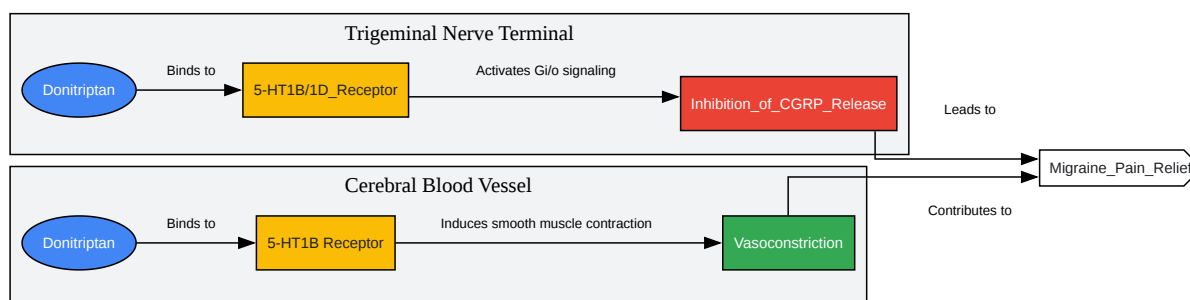 Trigeminal Nerve Terminal
Donitriptan
Binds to
5-HT1B/1D_Receptor
Activates Gi/o signaling
Inhibition_of_CGRP_Release
Leads to
Migraine_Pain_Relief
Cerebral Blood Vessel
Donitriptan
Binds to
5-HT1B Receptor
Induces smooth muscle contraction
Vasoconstriction
Contributes to